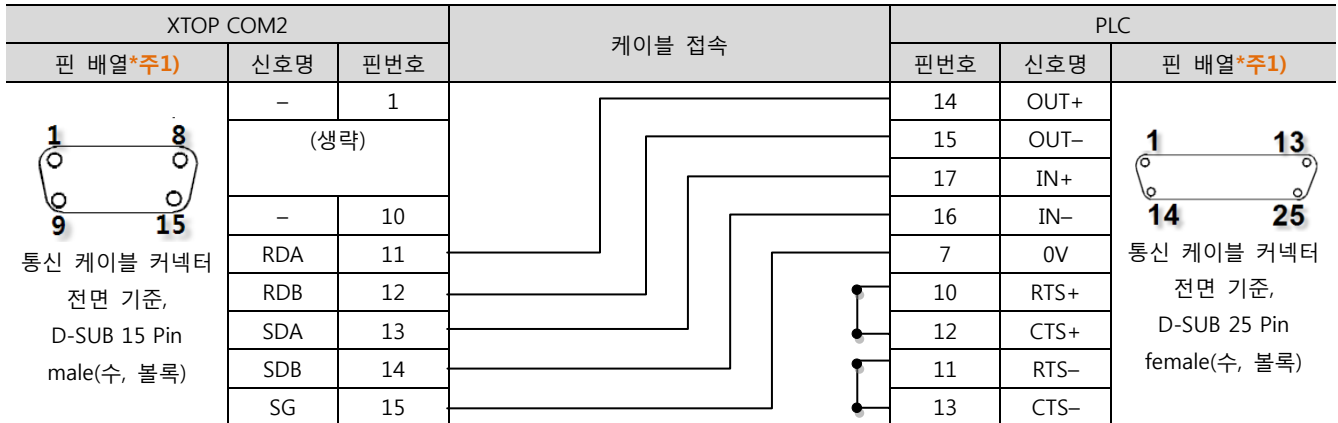 XTOP COM2 케이블 접속 PLC
핀 배열*주1) 신호명 핀번호 핀번호 신호명 핀 배열*주1)
1 8
9 15
통신 케이블 커넥터
전면 기준,
D-SUB 15 Pin
male(수, 볼록)
– 1 14 OUT+
(생략) 15 OUT–
17 IN+
– 10 16 IN–
RDA 11 7 0V
RDB 12 10 RTS+
SDA 13 12 CTS+
SDB 14 11 RTS–
SG 15 13 CTS–
1 13
14 25
통신 케이블 커넥터
전면 기준,
D-SUB 25 Pin
female(수, 볼록)